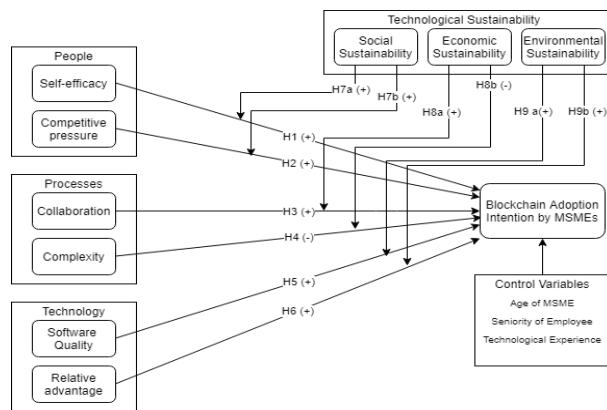 Technological Sustainability
Social
Sustainability
Economic
Sustainability
Environmental
Sustainability
People
Self-efficacy
Competitive
pressure
H7a (+)
H7b (+)
H8a (+)
H8b (-)
H9 a(+)
H9b (+)
H1 (+)
H2 (+)
Processes
Collaboration
Complexity
H3 (+)
H4 (-)
Blockchain Adoption
Intention by MSMEs
H5 (+)
H6 (+)
Technology
Software
Quality
Relative
advantage
Control Variables
Age of MSME
Seniority of Employee
Technological Experience